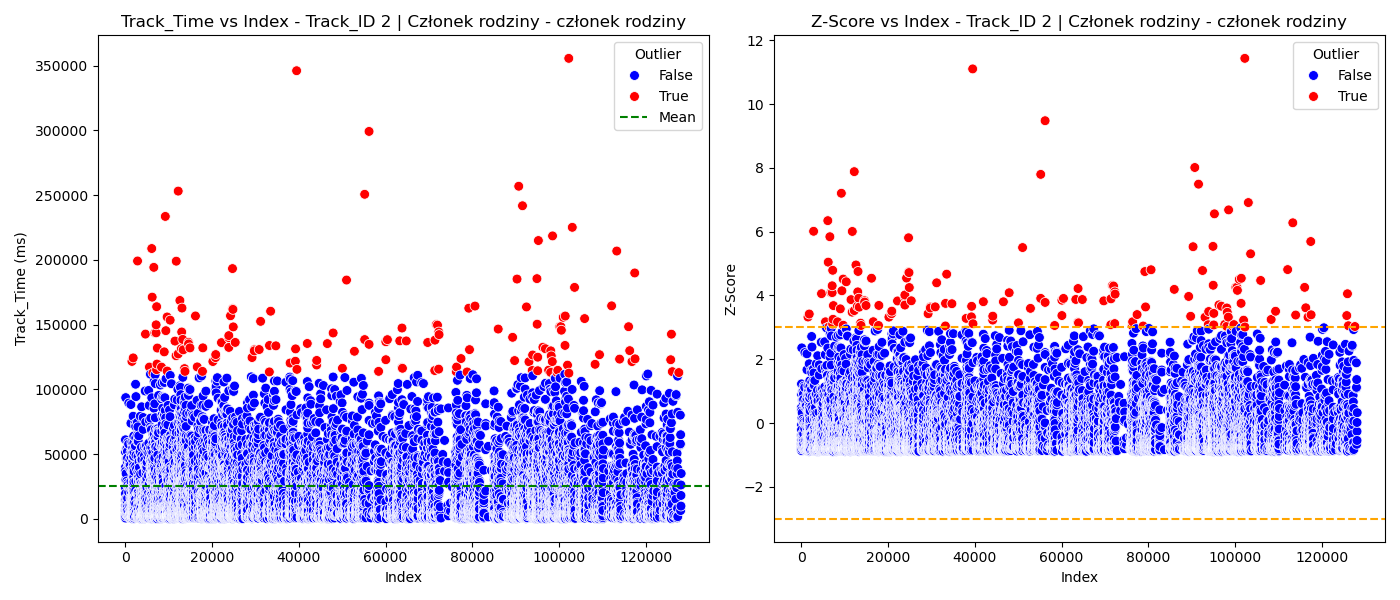 Track_Time vs Index - Track_ID 2 | Członek rodziny - członek rodziny
Track_Time (ms)
350000
300000
250000
200000
150000
100000
50000
0
0 20000 40000 60000 80000 100000 120000
Index
Outlier
False
True
Mean
Z-Score vs Index - Track_ID 2 | Członek rodziny - członek rodziny
Z-Score
12
10
8
6
4
2
0
−2
0 20000 40000 60000 80000 100000 120000
Index
Outlier
False
True